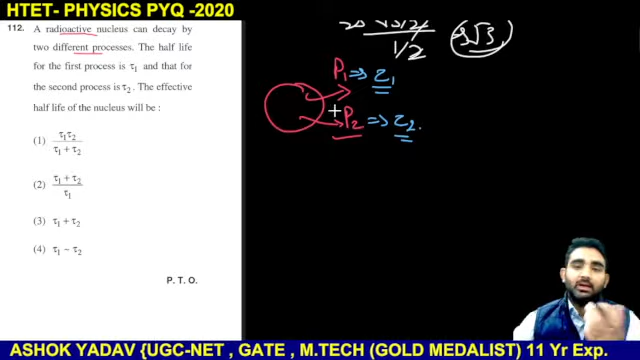 HTET- PHYSICS PYQ -2020
112. A radioactive nucleus can decay by
two different processes. The half life
for the first process is τ1 and that for
the second process is τ2. The effective
half life of the nucleus will be :
(1) τ1τ2 / τ1 + τ2
(2) τ1 + τ2 / τ1
(3) τ1 + τ2
(4) τ1 ~ τ2
P. T. O.
1/2
P1 ⇒ τ1
+
P2 ⇒ τ2.
ASHOK YADAV {UGC-NET , GATE , M.TECH (GOLD MEDALIST) 11 Yr Exp.